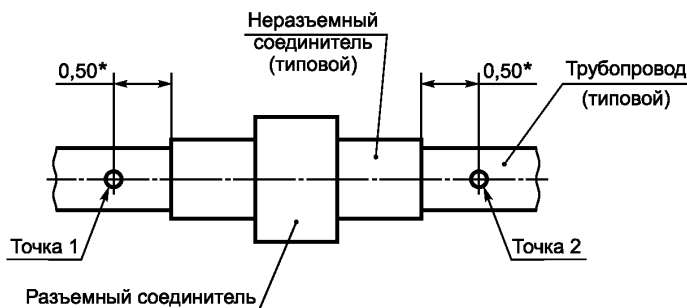 Неразъемный
соединитель
(типовой)
0,50*
0,50*
Трубопровод
(типовой)
Точка 1
Точка 2
Разъемный соединитель